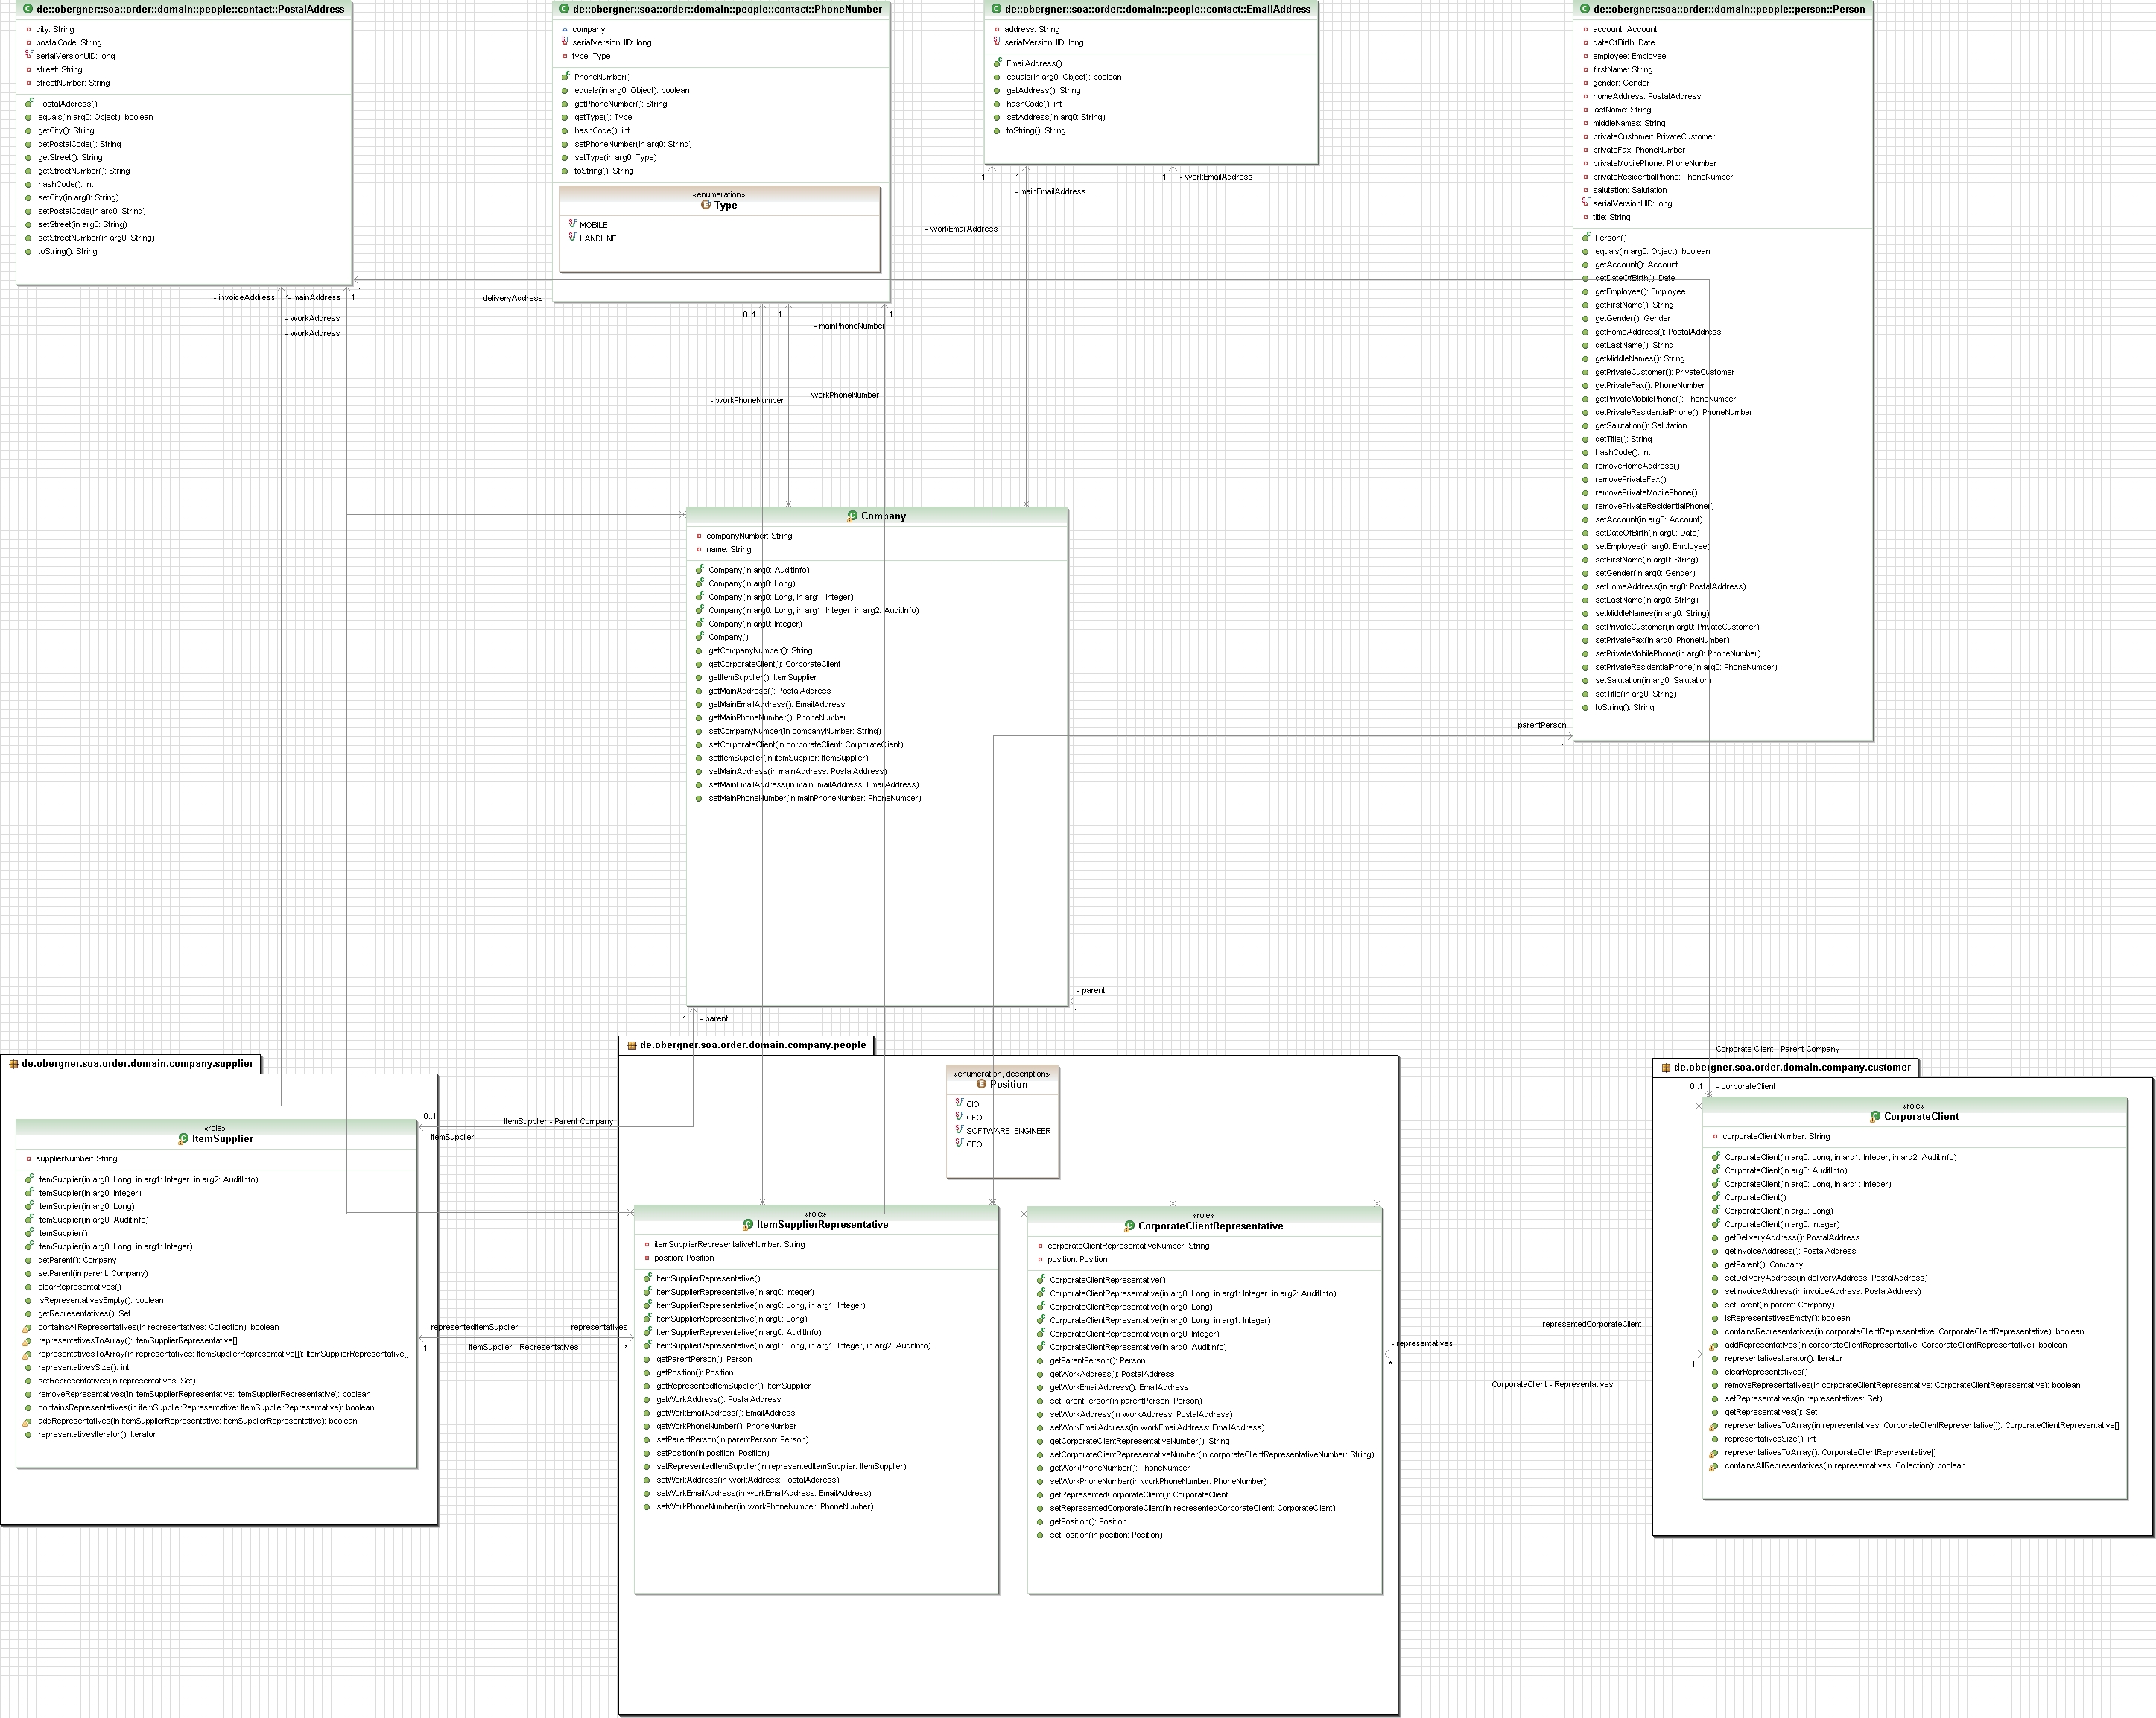 de::obergner::soa::order::domain::people::contact::PostalAddress
city: String
postalCode: String
serialVersionUID: long
street: String
streetNumber: String
PostalAddress()
equals(in arg0: Object): boolean
getCity(): String
getPostalCode(): String
getStreet(): String
getStreetNumber(): String
hashCode(): int
setCity(in arg0: String)
setPostalCode(in arg0: String)
setStreet(in arg0: String)
setStreetNumber(in arg0: String)
toString(): String
de::obergner::soa::order::domain::people::contact::PhoneNumber
company
serialVersionUID: long
type: Type
PhoneNumber()
equals(in arg0: Object): boolean
getPhoneNumber(): String
getType(): Type
hashCode(): int
setPhoneNumber(in arg0: String)
setType(in arg0: Type)
toString(): String
«enumeration»
Type
MOBILE
LANDLINE
de::obergner::soa::order::domain::people::contact::EmailAddress
address: String
serialVersionUID: long
EmailAddress()
equals(in arg0: Object): boolean
getAddress(): String
hashCode(): int
setAddress(in arg0: String)
toString(): String
de::obergner::soa::order::domain::people::person::Person
account: Account
dateOfBirth: Date
employee: Employee
firstName: String
gender: Gender
homeAddress: PostalAddress
lastName: String
middleNames: String
privateCustomer: PrivateCustomer
privateFax: PhoneNumber
privateMobilePhone: PhoneNumber
privateResidentialPhone: PhoneNumber
salutation: Salutation
serialVersionUID: long
title: String
Person()
equals(in arg0: Object): boolean
getAccount(): Account
getDateOfBirth(): Date
getEmployee(): Employee
getFirstName(): String
getGender(): Gender
getHomeAddress(): PostalAddress
getLastName(): String
getMiddleNames(): String
getPrivateCustomer(): PrivateCustomer
getPrivateFax(): PhoneNumber
getPrivateMobilePhone(): PhoneNumber
getPrivateResidentialPhone(): PhoneNumber
getSalutation(): Salutation
getTitle(): String
hashCode(): int
removeHomeAddress()
removePrivateFax()
removePrivateMobilePhone()
removePrivateResidentialPhone()
setAccount(in arg0: Account)
setDateOfBirth(in arg0: Date)
setEmployee(in arg0: Employee)
setFirstName(in arg0: String)
setGender(in arg0: Gender)
setHomeAddress(in arg0: PostalAddress)
setLastName(in arg0: String)
setMiddleNames(in arg0: String)
setPrivateCustomer(in arg0: PrivateCustomer)
setPrivateFax(in arg0: PhoneNumber)
setPrivateMobilePhone(in arg0: PhoneNumber)
setPrivateResidentialPhone(in arg0: PhoneNumber)
setSalutation(in arg0: Salutation)
setTitle(in arg0: String)
toString(): String
1
1
1
- workEmailAddress
- mainEmailAddress
- workEmailAddress
1
- invoiceAddress
1
- mainAddress
1
- deliveryAddress
- workAddress
- workAddress
0..1
1
1
- mainPhoneNumber
- workPhoneNumber
- workPhoneNumber
Company
companyNumber: String
name: String
Company(in arg0: AuditInfo)
Company(in arg0: Long)
Company(in arg0: Long, in arg1: Integer)
Company(in arg0: Long, in arg1: Integer, in arg2: AuditInfo)
Company(in arg0: Integer)
Company()
getCompanyNumber(): String
getCorporateClient(): CorporateClient
getItemSupplier(): ItemSupplier
getMainAddress(): PostalAddress
getMainEmailAddress(): EmailAddress
getMainPhoneNumber(): PhoneNumber
setCompanyNumber(in companyNumber: String)
setCorporateClient(in corporateClient: CorporateClient)
setItemSupplier(in itemSupplier: ItemSupplier)
setMainAddress(in mainAddress: PostalAddress)
setMainEmailAddress(in mainEmailAddress: EmailAddress)
setMainPhoneNumber(in mainPhoneNumber: PhoneNumber)
- parentPerson
1
- parent
1
1
- parent
de.obergner.soa.order.domain.company.supplier
0..1
- itemSupplier
ItemSupplier - Parent Company
«role»
ItemSupplier
supplierNumber: String
ItemSupplier(in arg0: Long, in arg1: Integer, in arg2: AuditInfo)
ItemSupplier(in arg0: Integer)
ItemSupplier(in arg0: Long)
ItemSupplier(in arg0: AuditInfo)
ItemSupplier()
ItemSupplier(in arg0: Long, in arg1: Integer)
getParent(): Company
setParent(in parent: Company)
clearRepresentatives()
isRepresentativesEmpty(): boolean
getRepresentatives(): Set
containsAllRepresentatives(in representatives: Collection): boolean
representativesToArray(): ItemSupplierRepresentative[]
representativesToArray(in representatives: ItemSupplierRepresentative[]): ItemSupplierRepresentative[]
representativesSize(): int
setRepresentatives(in representatives: Set)
removeRepresentatives(in itemSupplierRepresentative: ItemSupplierRepresentative): boolean
containsRepresentatives(in itemSupplierRepresentative: ItemSupplierRepresentative): boolean
addRepresentatives(in itemSupplierRepresentative: ItemSupplierRepresentative): boolean
representativesIterator(): Iterator
- representedItemSupplier
- representatives
1
ItemSupplier - Representatives
*
de.obergner.soa.order.domain.company.people
«enumeration, description»
Position
CIO
CFO
SOFTWARE_ENGINEER
CEO
«role»
ItemSupplierRepresentative
itemSupplierRepresentativeNumber: String
position: Position
ItemSupplierRepresentative()
ItemSupplierRepresentative(in arg0: Integer)
ItemSupplierRepresentative(in arg0: Long, in arg1: Integer)
ItemSupplierRepresentative(in arg0: Long)
ItemSupplierRepresentative(in arg0: AuditInfo)
ItemSupplierRepresentative(in arg0: Long, in arg1: Integer, in arg2: AuditInfo)
getParentPerson(): Person
getPosition(): Position
getRepresentedItemSupplier(): ItemSupplier
getWorkAddress(): PostalAddress
getWorkEmailAddress(): EmailAddress
getWorkPhoneNumber(): PhoneNumber
setParentPerson(in parentPerson: Person)
setPosition(in position: Position)
setRepresentedItemSupplier(in representedItemSupplier: ItemSupplier)
setWorkAddress(in workAddress: PostalAddress)
setWorkEmailAddress(in workEmailAddress: EmailAddress)
setWorkPhoneNumber(in workPhoneNumber: PhoneNumber)
«role»
CorporateClientRepresentative
corporateClientRepresentativeNumber: String
position: Position
CorporateClientRepresentative()
CorporateClientRepresentative(in arg0: Long, in arg1: Integer, in arg2: AuditInfo)
CorporateClientRepresentative(in arg0: Long)
CorporateClientRepresentative(in arg0: Long, in arg1: Integer)
CorporateClientRepresentative(in arg0: Integer)
CorporateClientRepresentative(in arg0: AuditInfo)
getParentPerson(): Person
getWorkAddress(): PostalAddress
getWorkEmailAddress(): EmailAddress
setParentPerson(in parentPerson: Person)
setWorkAddress(in workAddress: PostalAddress)
setWorkEmailAddress(in workEmailAddress: EmailAddress)
getCorporateClientRepresentativeNumber(): String
setCorporateClientRepresentativeNumber(in corporateClientRepresentativeNumber: String)
getWorkPhoneNumber(): PhoneNumber
setWorkPhoneNumber(in workPhoneNumber: PhoneNumber)
getRepresentedCorporateClient(): CorporateClient
setRepresentedCorporateClient(in representedCorporateClient: CorporateClient)
getPosition(): Position
setPosition(in position: Position)
- representedCorporateClient
- representatives
*
1
CorporateClient - Representatives
Corporate Client - Parent Company
de.obergner.soa.order.domain.company.customer
0..1
- corporateClient
«role»
CorporateClient
corporateClientNumber: String
CorporateClient(in arg0: Long, in arg1: Integer, in arg2: AuditInfo)
CorporateClient(in arg0: AuditInfo)
CorporateClient(in arg0: Long, in arg1: Integer)
CorporateClient()
CorporateClient(in arg0: Long)
CorporateClient(in arg0: Integer)
getDeliveryAddress(): PostalAddress
getInvoiceAddress(): PostalAddress
getParent(): Company
setDeliveryAddress(in deliveryAddress: PostalAddress)
setInvoiceAddress(in invoiceAddress: PostalAddress)
setParent(in parent: Company)
isRepresentativesEmpty(): boolean
containsRepresentatives(in corporateClientRepresentative: CorporateClientRepresentative): boolean
addRepresentatives(in corporateClientRepresentative: CorporateClientRepresentative): boolean
representativesIterator(): Iterator
clearRepresentatives()
removeRepresentatives(in corporateClientRepresentative: CorporateClientRepresentative): boolean
setRepresentatives(in representatives: Set)
getRepresentatives(): Set
representativesToArray(in representatives: CorporateClientRepresentative[]): CorporateClientRepresentative[]
representativesSize(): int
representativesToArray(): CorporateClientRepresentative[]
containsAllRepresentatives(in representatives: Collection): boolean